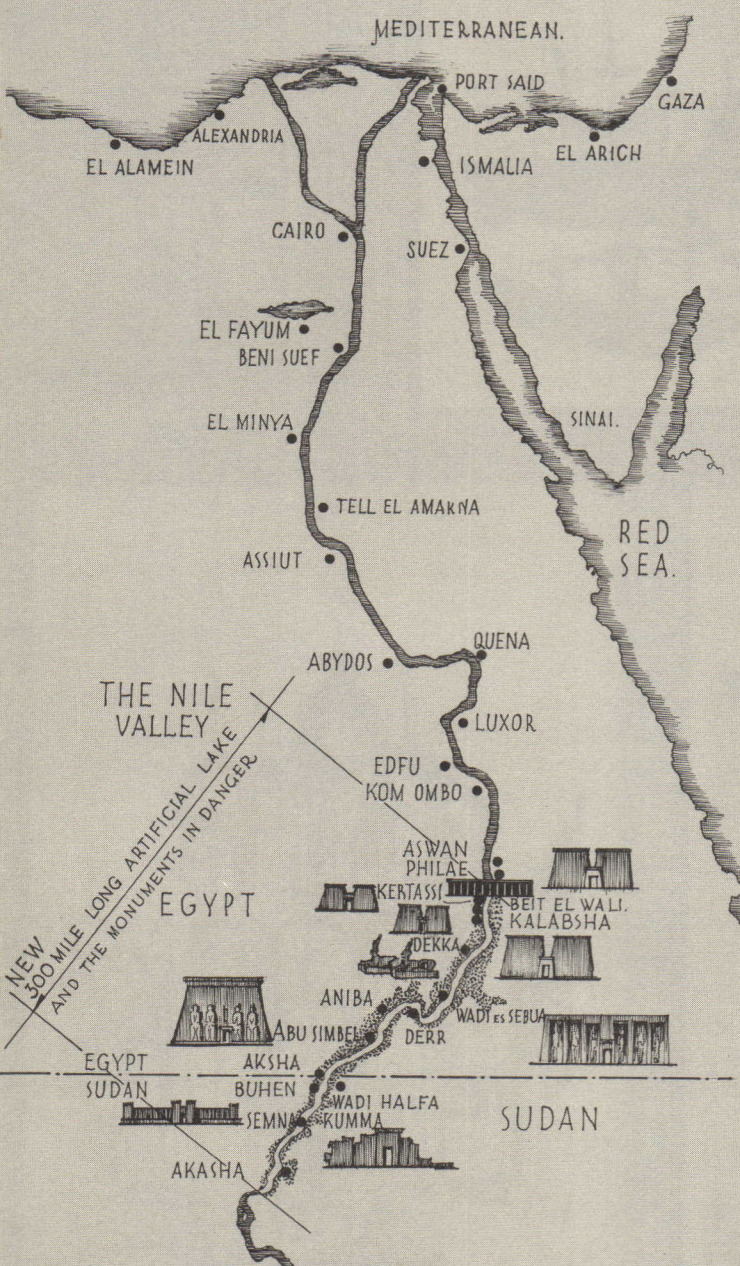 MEDITERRANEAN.
PORT SAID
GAZA
ALEXANDRIA
EL ALAMEIN
EL ARICH
ISMALIA
CAIRO
SUEZ
EL FAYUM
BENI SUEF
EL MINYA
SINAI.
TELL EL AMARNA
RED
SEA.
ASSIUT
QUENA
ABYDOS
THE NILE
VALLEY
LUXOR
EDFU
KOM OMBO
NEW
300 MILE LONG ARTIFICIAL LAKE
AND THE MONUMENTS IN DANGER
ASWAN
PHILAE
KERTASSI
BEIT EL WALI.
KALABSHA
EGYPT
DEKKA
ANIBA
WADI ES SEBUA
ABU SIMBEL
DERR
EGYPT
AKSHA
SUDAN
BUHEN
WADI HALFA
SEMNA
KUMMA
SUDAN
AKASHA